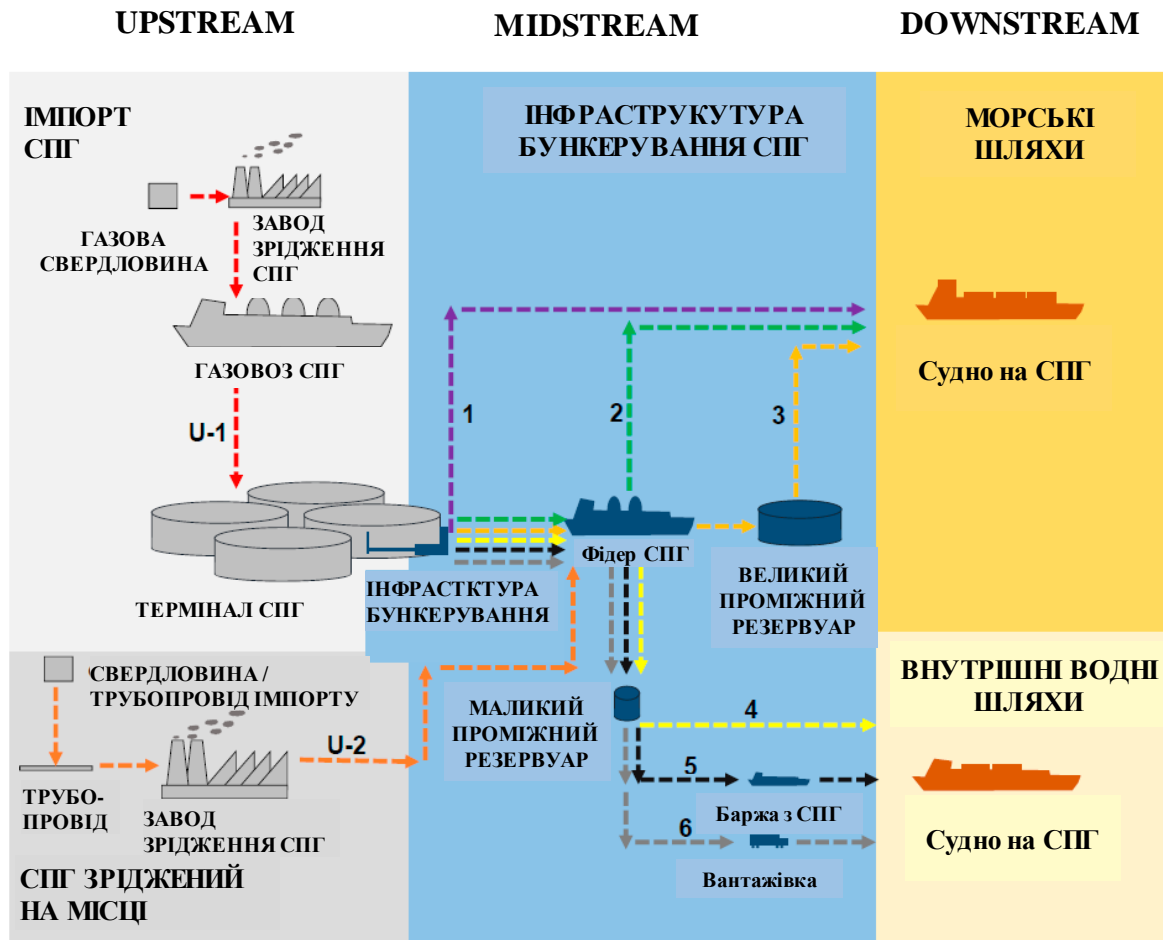 UPSTREAM
MIDSTREAM
DOWNSTREAM
ІМПОРТ
СПГ
ГАЗОВА
СВЕРДЛОВИНА
ЗАВОД
ЗРІДЖЕННЯ
СПГ
ГАЗОВОЗ СПГ
U-1
ТЕРМІНАЛ СПГ
СВЕРДЛОВИНА /
ТРУБОПРОВІД ІМПОРТУ
U-2
ТРУБО-
ПРОВІД
ЗАВОД
ЗРІДЖЕННЯ СПГ
СПГ ЗРІДЖЕНИЙ
НА МІСЦІ
ІНФРАСТРУКУТУРА
БУНКЕРУВАННЯ СПГ
1
2
3
Фідер СПГ
ІНФРАСТКТУРА
БУНКЕРУВАННЯ
ВЕЛИКИЙ
ПРОМІЖНИЙ
РЕЗЕРВУАР
МАЛИКИЙ
ПРОМІЖНИЙ
РЕЗЕРВУАР
4
5
Баржа з СПГ
6
Вантажівка
МОРСЬКІ
ШЛЯХИ
Судно на СПГ
ВНУТРІШНІ ВОДНІ
ШЛЯХИ
Судно на СПГ